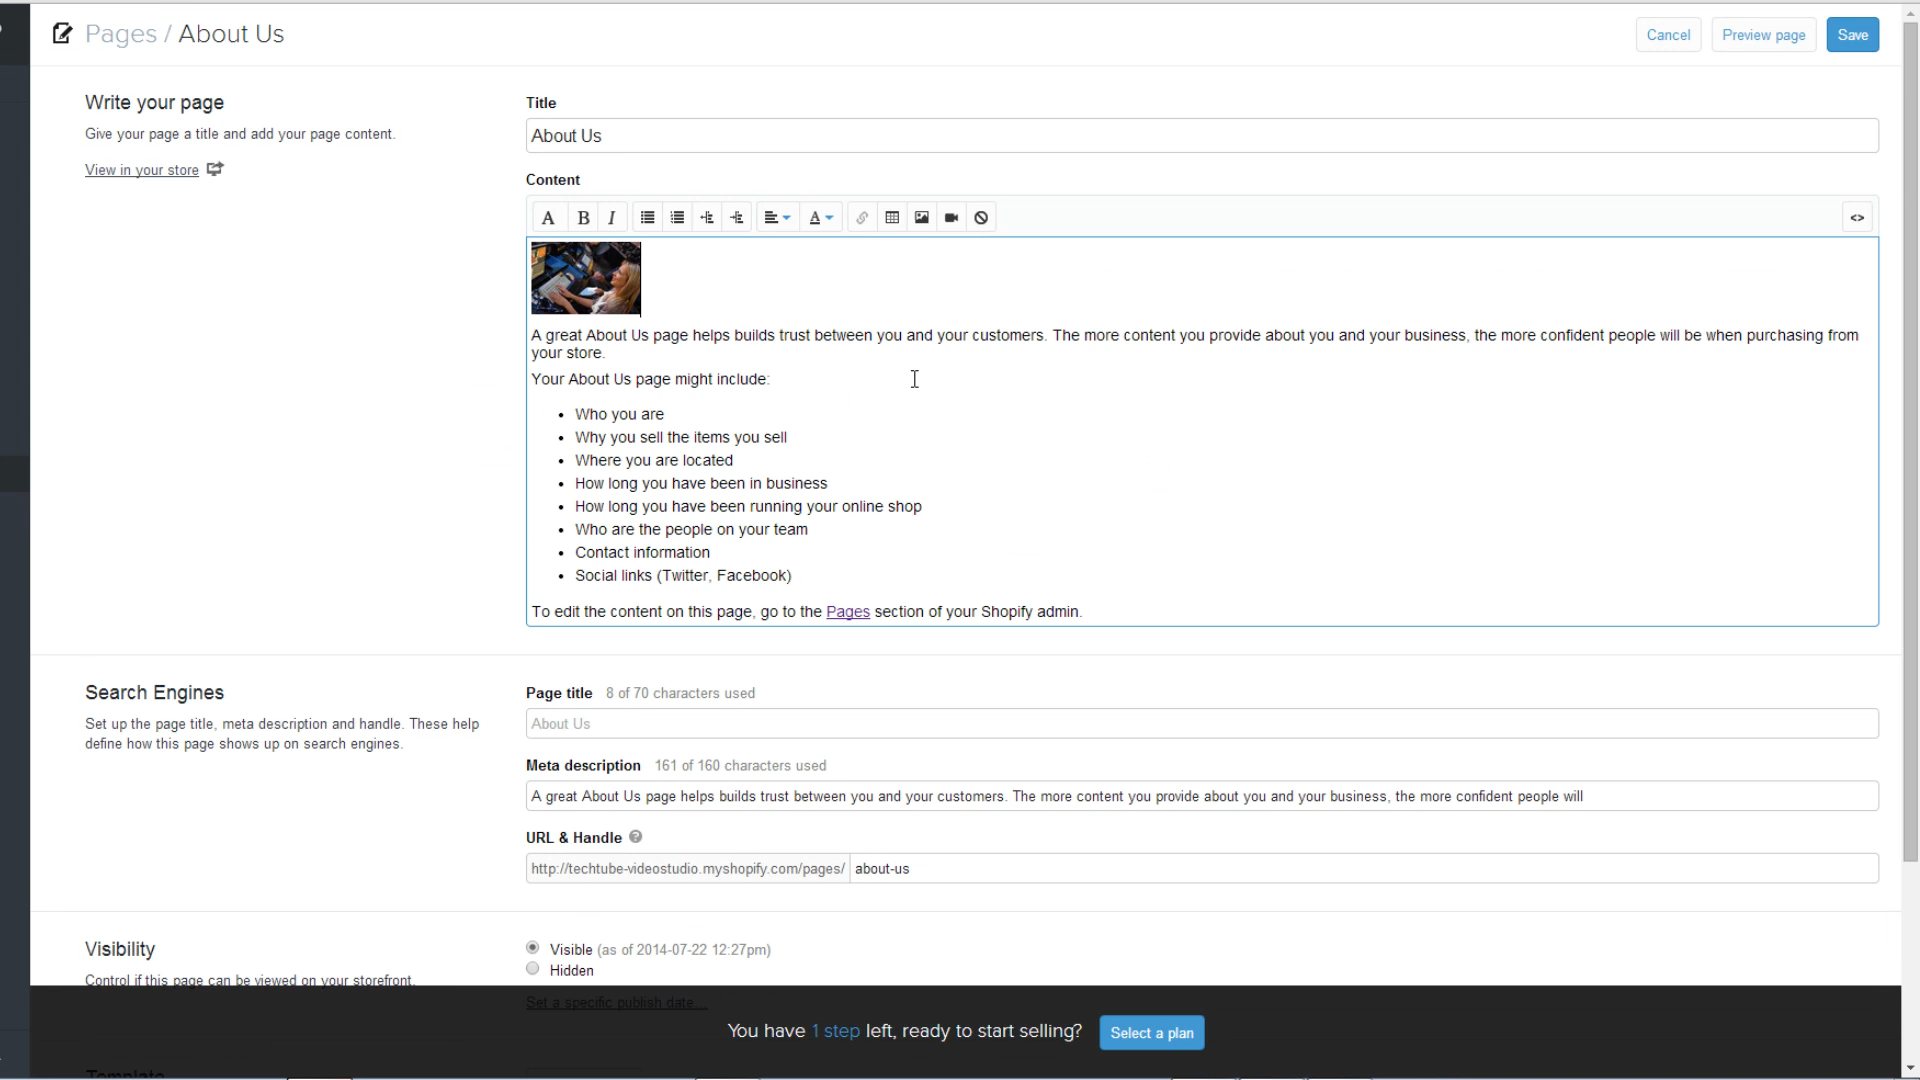 Pages / About Us
Cancel
Preview page
Save
Write your page
Give your page a title and add your page content.
View in your store
Title
About Us
Content
A
B
I
A
<>
A great About Us page helps builds trust between you and your customers. The more content you provide about you and your business, the more confident people will be when purchasing from
your store.
Your About Us page might include:
• Who you are
• Why you sell the items you sell
• Where you are located
• How long you have been in business
• How long you have been running your online shop
• Who are the people on your team
• Contact information
• Social links (Twitter, Facebook)
To edit the content on this page, go to the Pages section of your Shopify admin.
Search Engines
Set up the page title, meta description and handle. These help
define how this page shows up on search engines.
Page title 8 of 70 characters used
About Us
Meta description 161 of 160 characters used
A great About Us page helps builds trust between you and your customers. The more content you provide about you and your business, the more confident people will
URL & Handle ?
http://techtube-videostudio.myshopify.com/pages/ about-us
Visibility
Control if this page can be viewed on your storefront.
Visible (as of 2014-07-22 12:27pm)
Hidden
Set a specific publish date...
You have 1 step left, ready to start selling?
Select a plan
Template